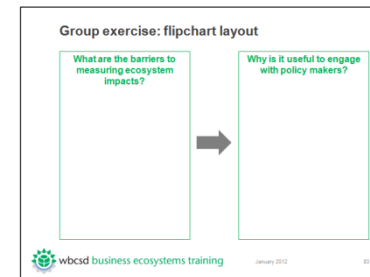 Group exercise: flipchart layout
What are the barriers to
measuring ecosystem
impacts?
Why is it useful to engage
with policy makers?
wbcsd business ecosystems training
January 2012